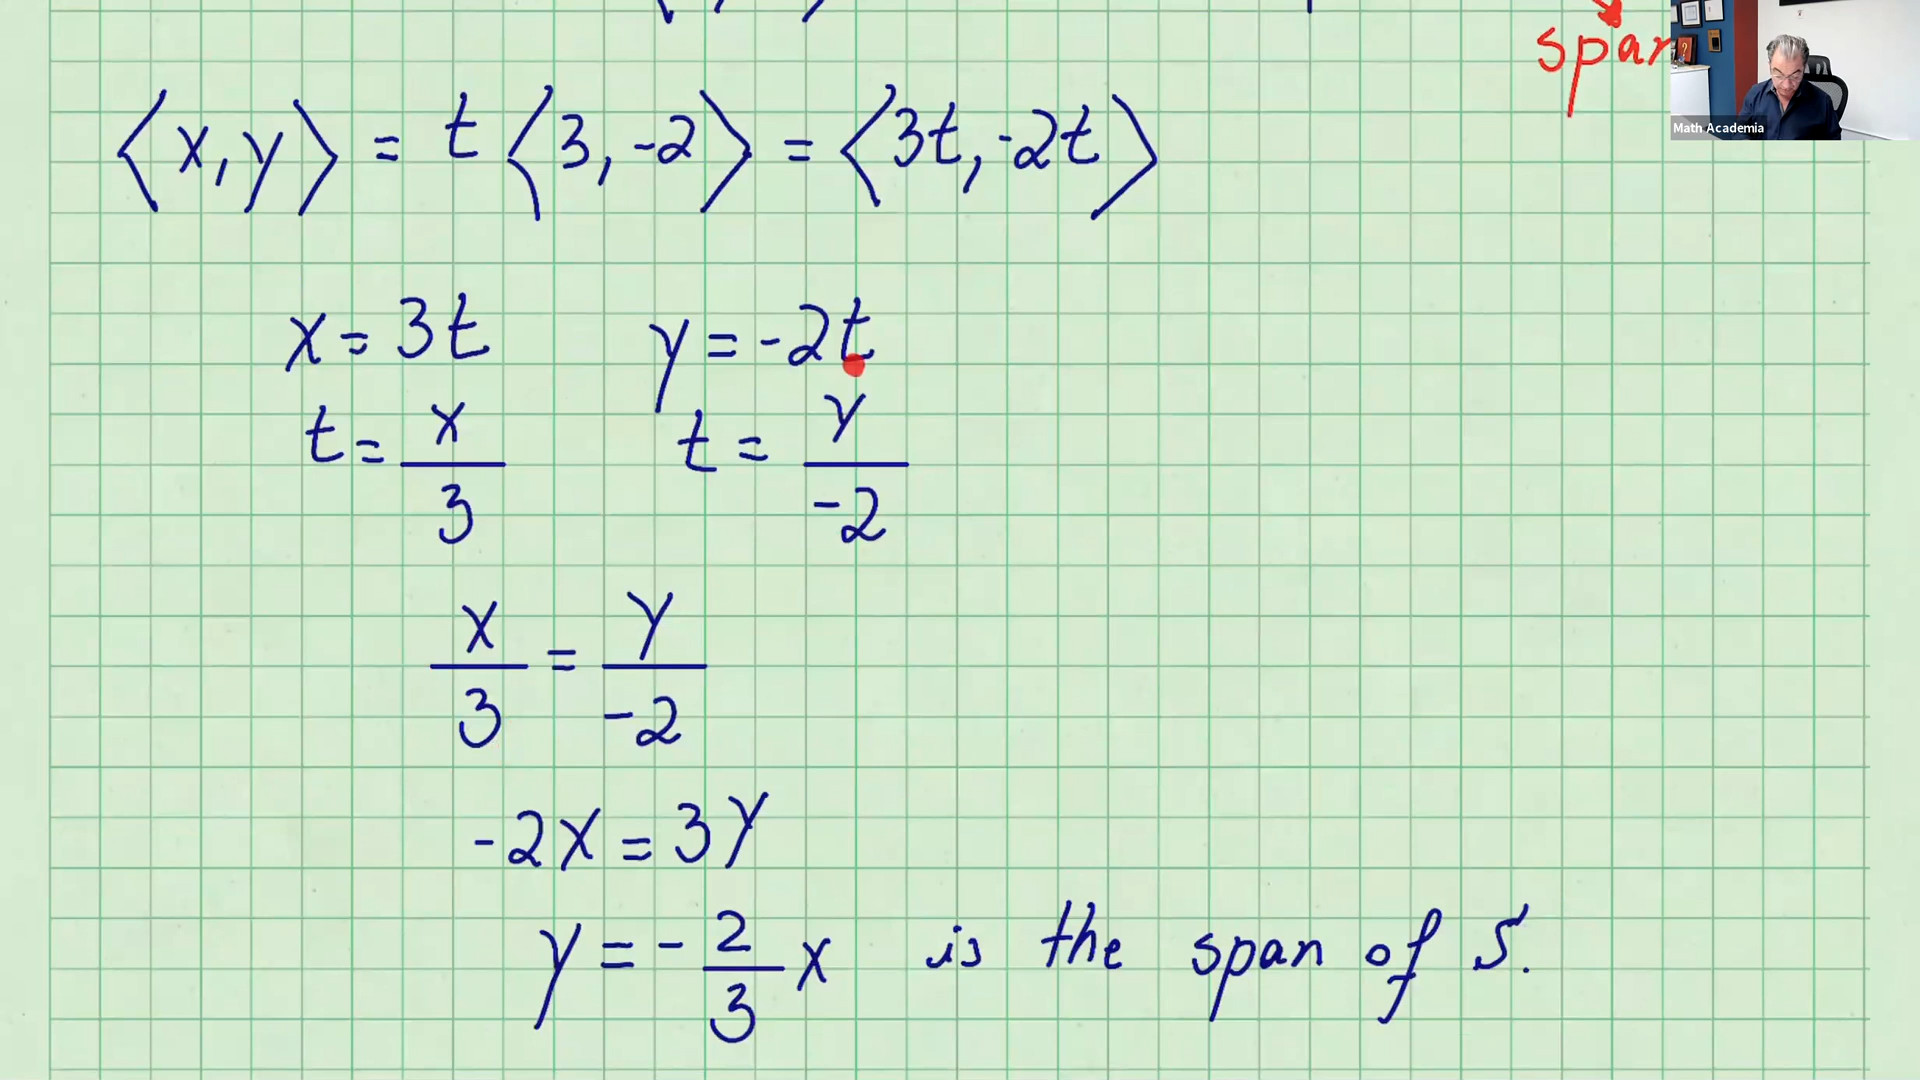 span
Math Academia
⟨x, y⟩ = t⟨3, -2⟩ = ⟨3t, -2t⟩
x = 3t y = -2t
t = x/3 t = y/-2
x/3 = y/-2
-2x = 3y
y = -2/3 x is the span of S.